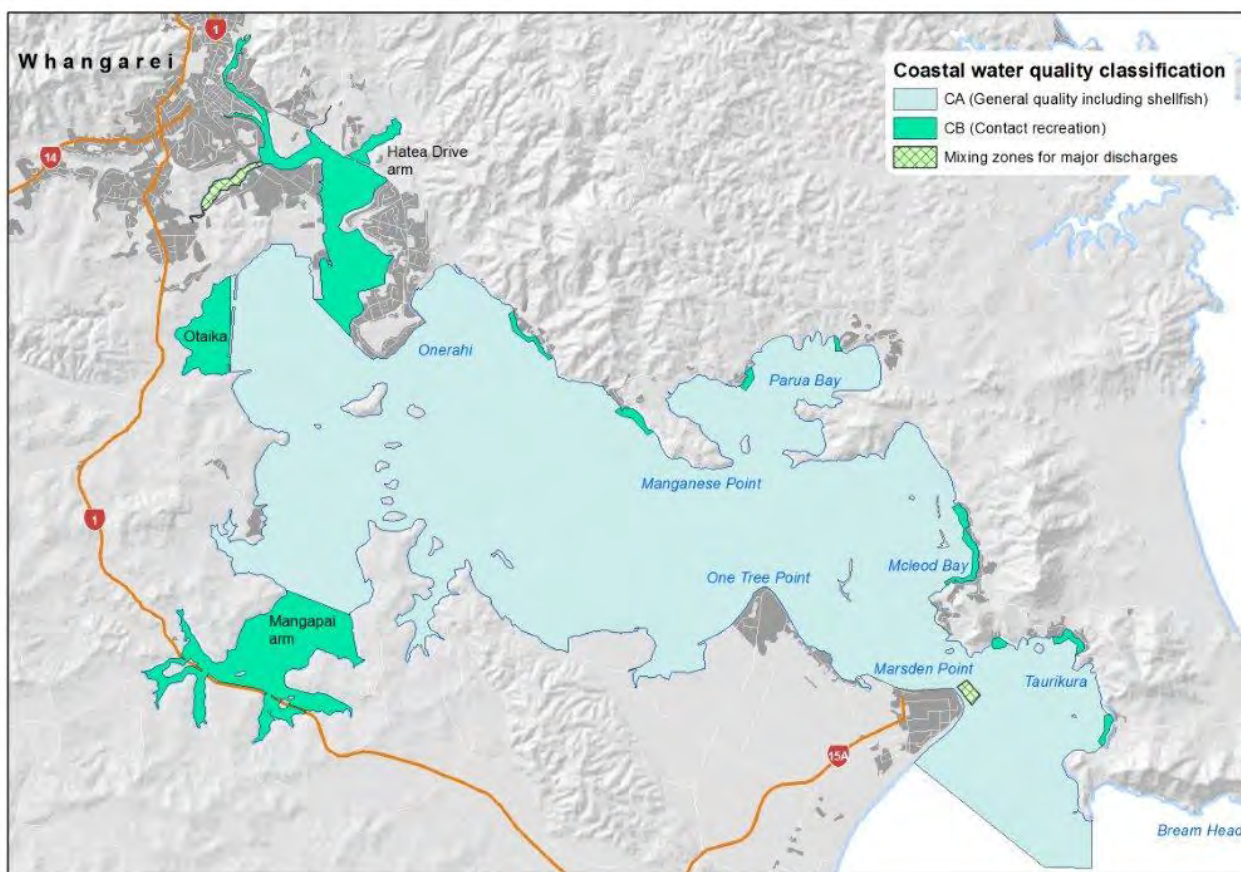 1
Whangarei
Coastal water quality classification
CA (General quality including shellfish)
CB (Contact recreation)
Mixing zones for major discharges
14
Hatea Drive
arm
Otaika
Onerahi
Parua Bay
Manganese Point
1
One Tree Point
Mcleod Bay
Mangapai
arm
Marsden Point
Taurikura
15A
Bream Head